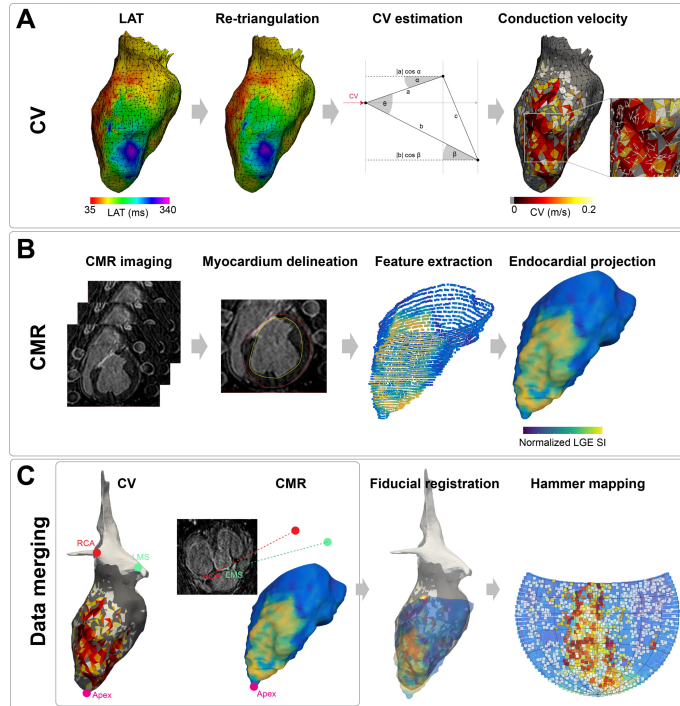 A
LAT
Re-triangulation
CV estimation
Conduction velocity
CV
|a| cos α
α
a
CV
θ
c
b
|b| cos β
β
35
LAT (ms)
340
0
CV (m/s)
0.2
B
CMR imaging
Myocardium delineation
Feature extraction
Endocardial projection
CMR
Normalized LGE SI
C
CV
CMR
Fiducial registration
Hammer mapping
Data merging
RCA
LMS
LMS
Apex
Apex